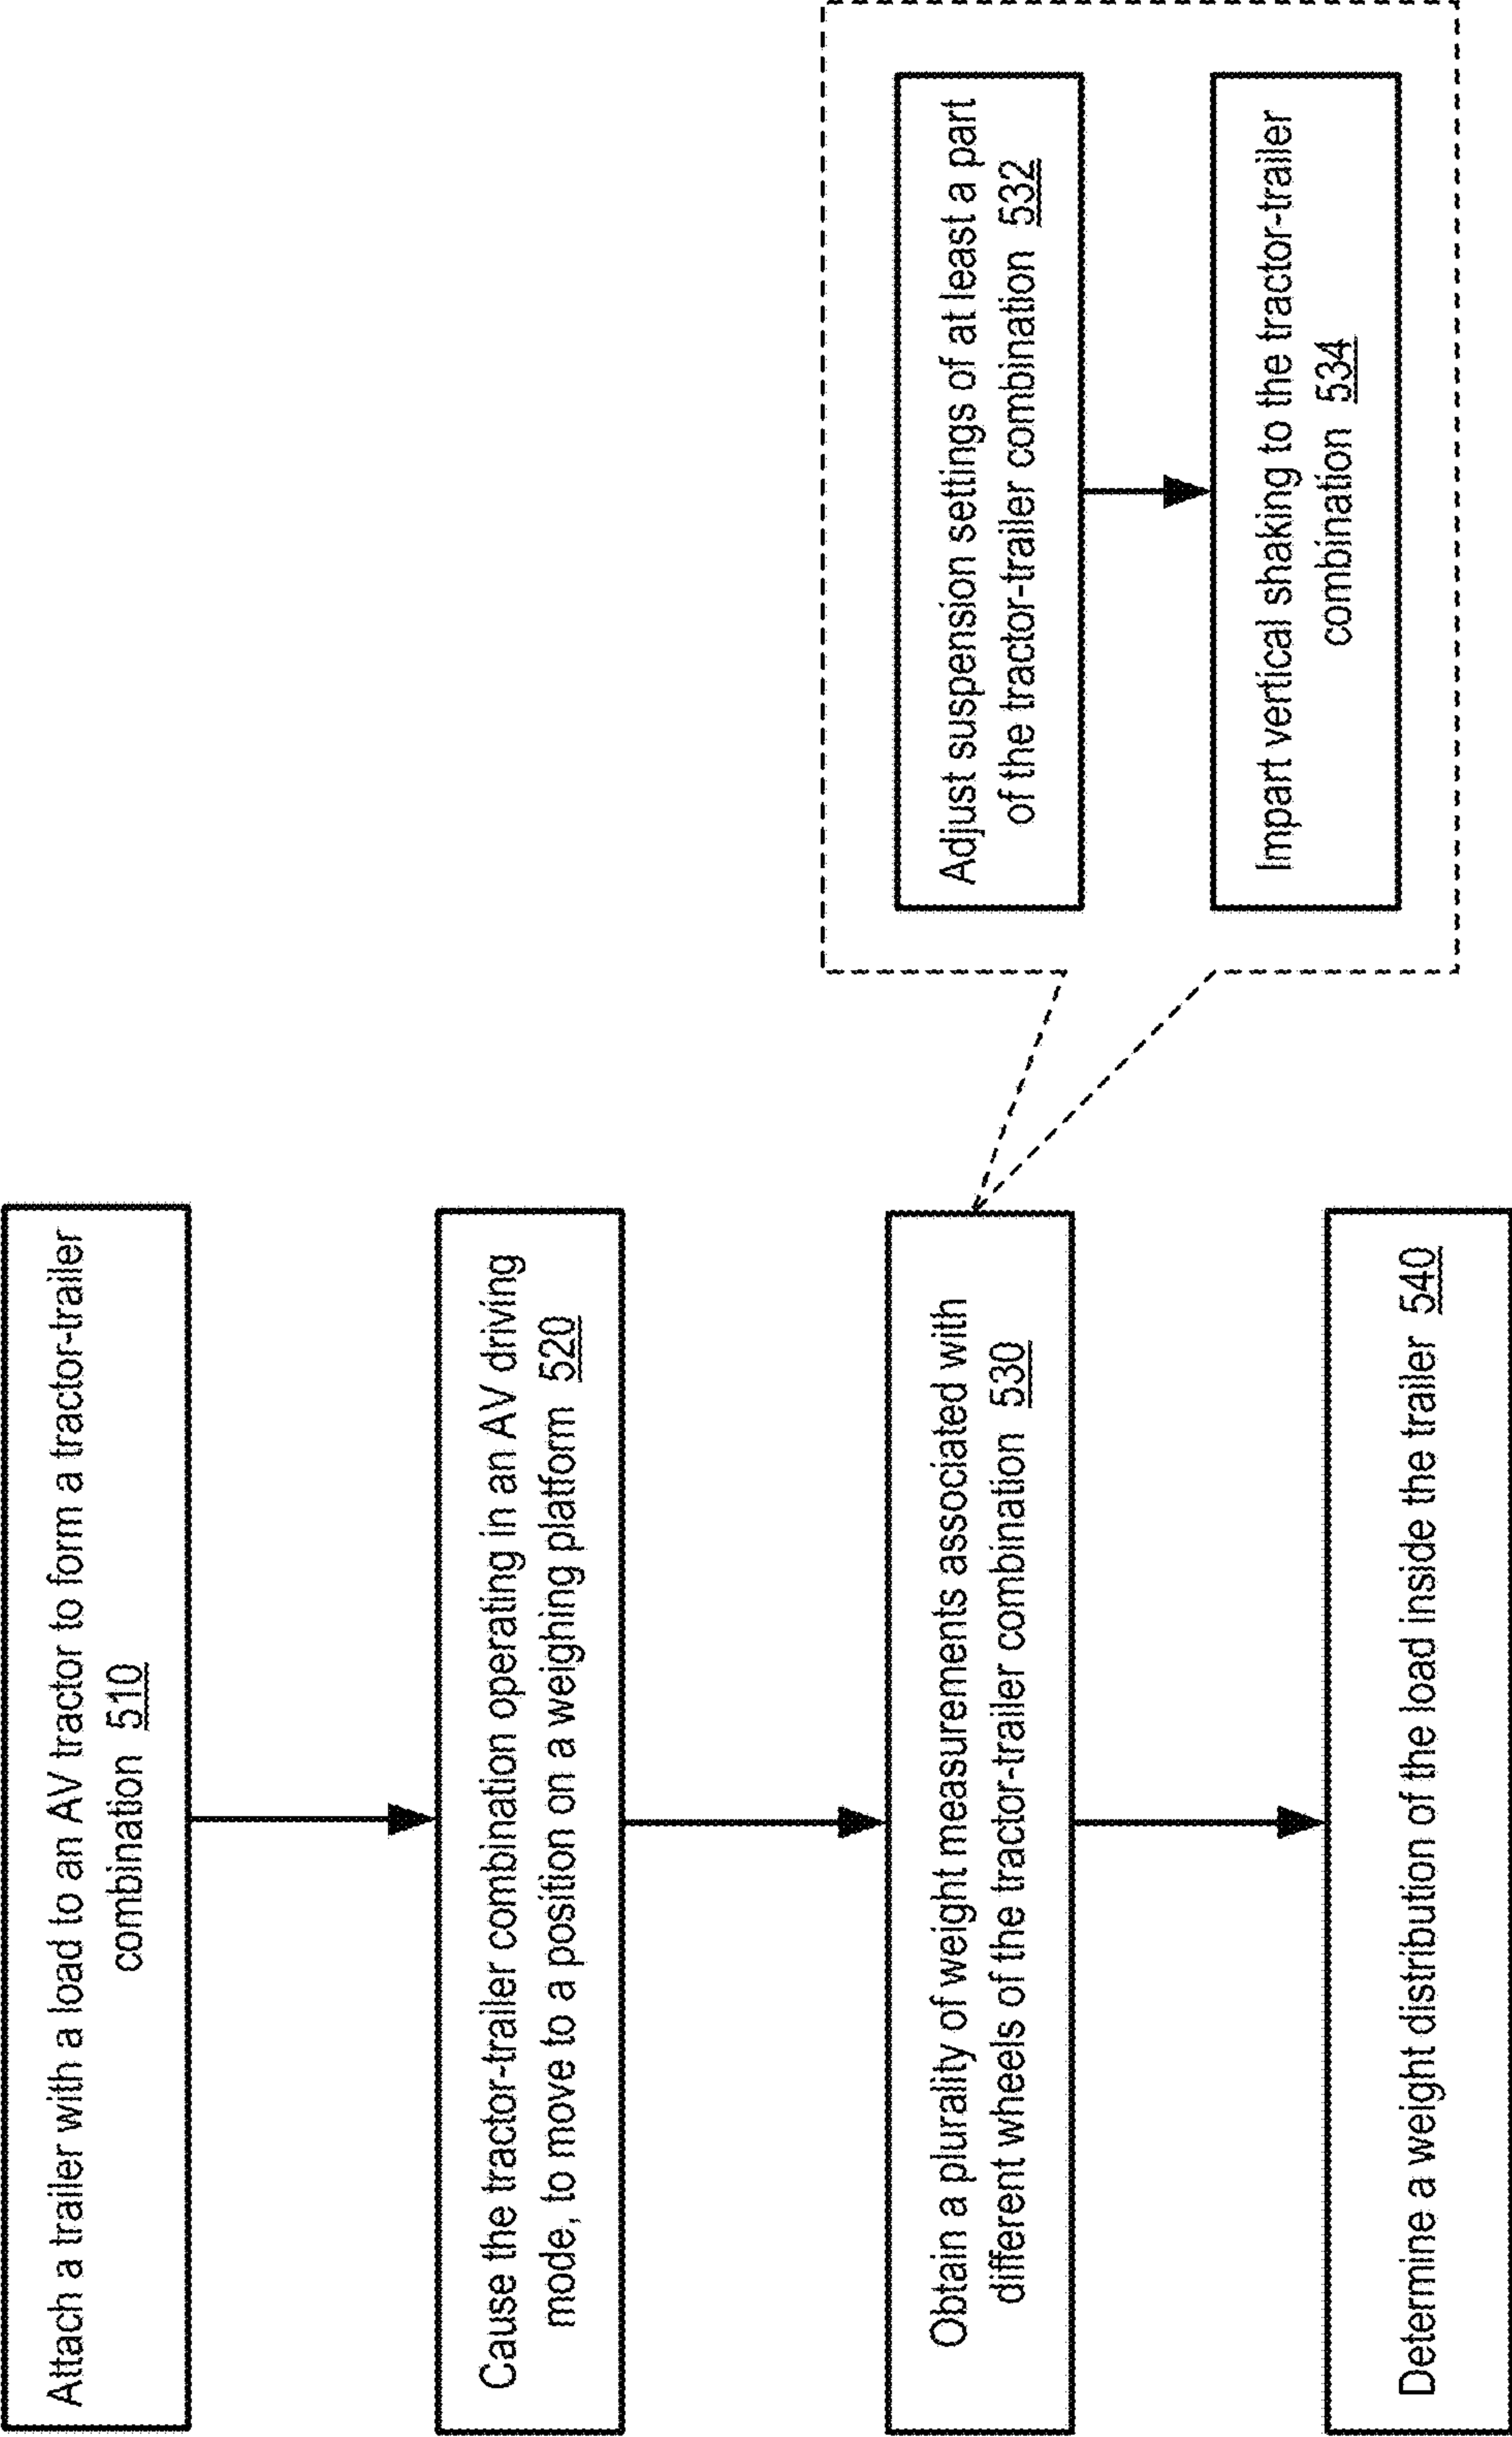 Attach a trailer with a load to an AV tractor to form a tractor-trailer
combination 510
Cause the tractor-trailer combination operating in an AV driving
mode, to move to a position on a weighing platform 520
Obtain a plurality of weight measurements associated with
different wheels of the tractor-trailer combination 530
Adjust suspension settings of at least a part
of the tractor-trailer combination 532
Impart vertical shaking to the tractor-trailer
combination 534
Determine a weight distribution of the load inside the trailer 540